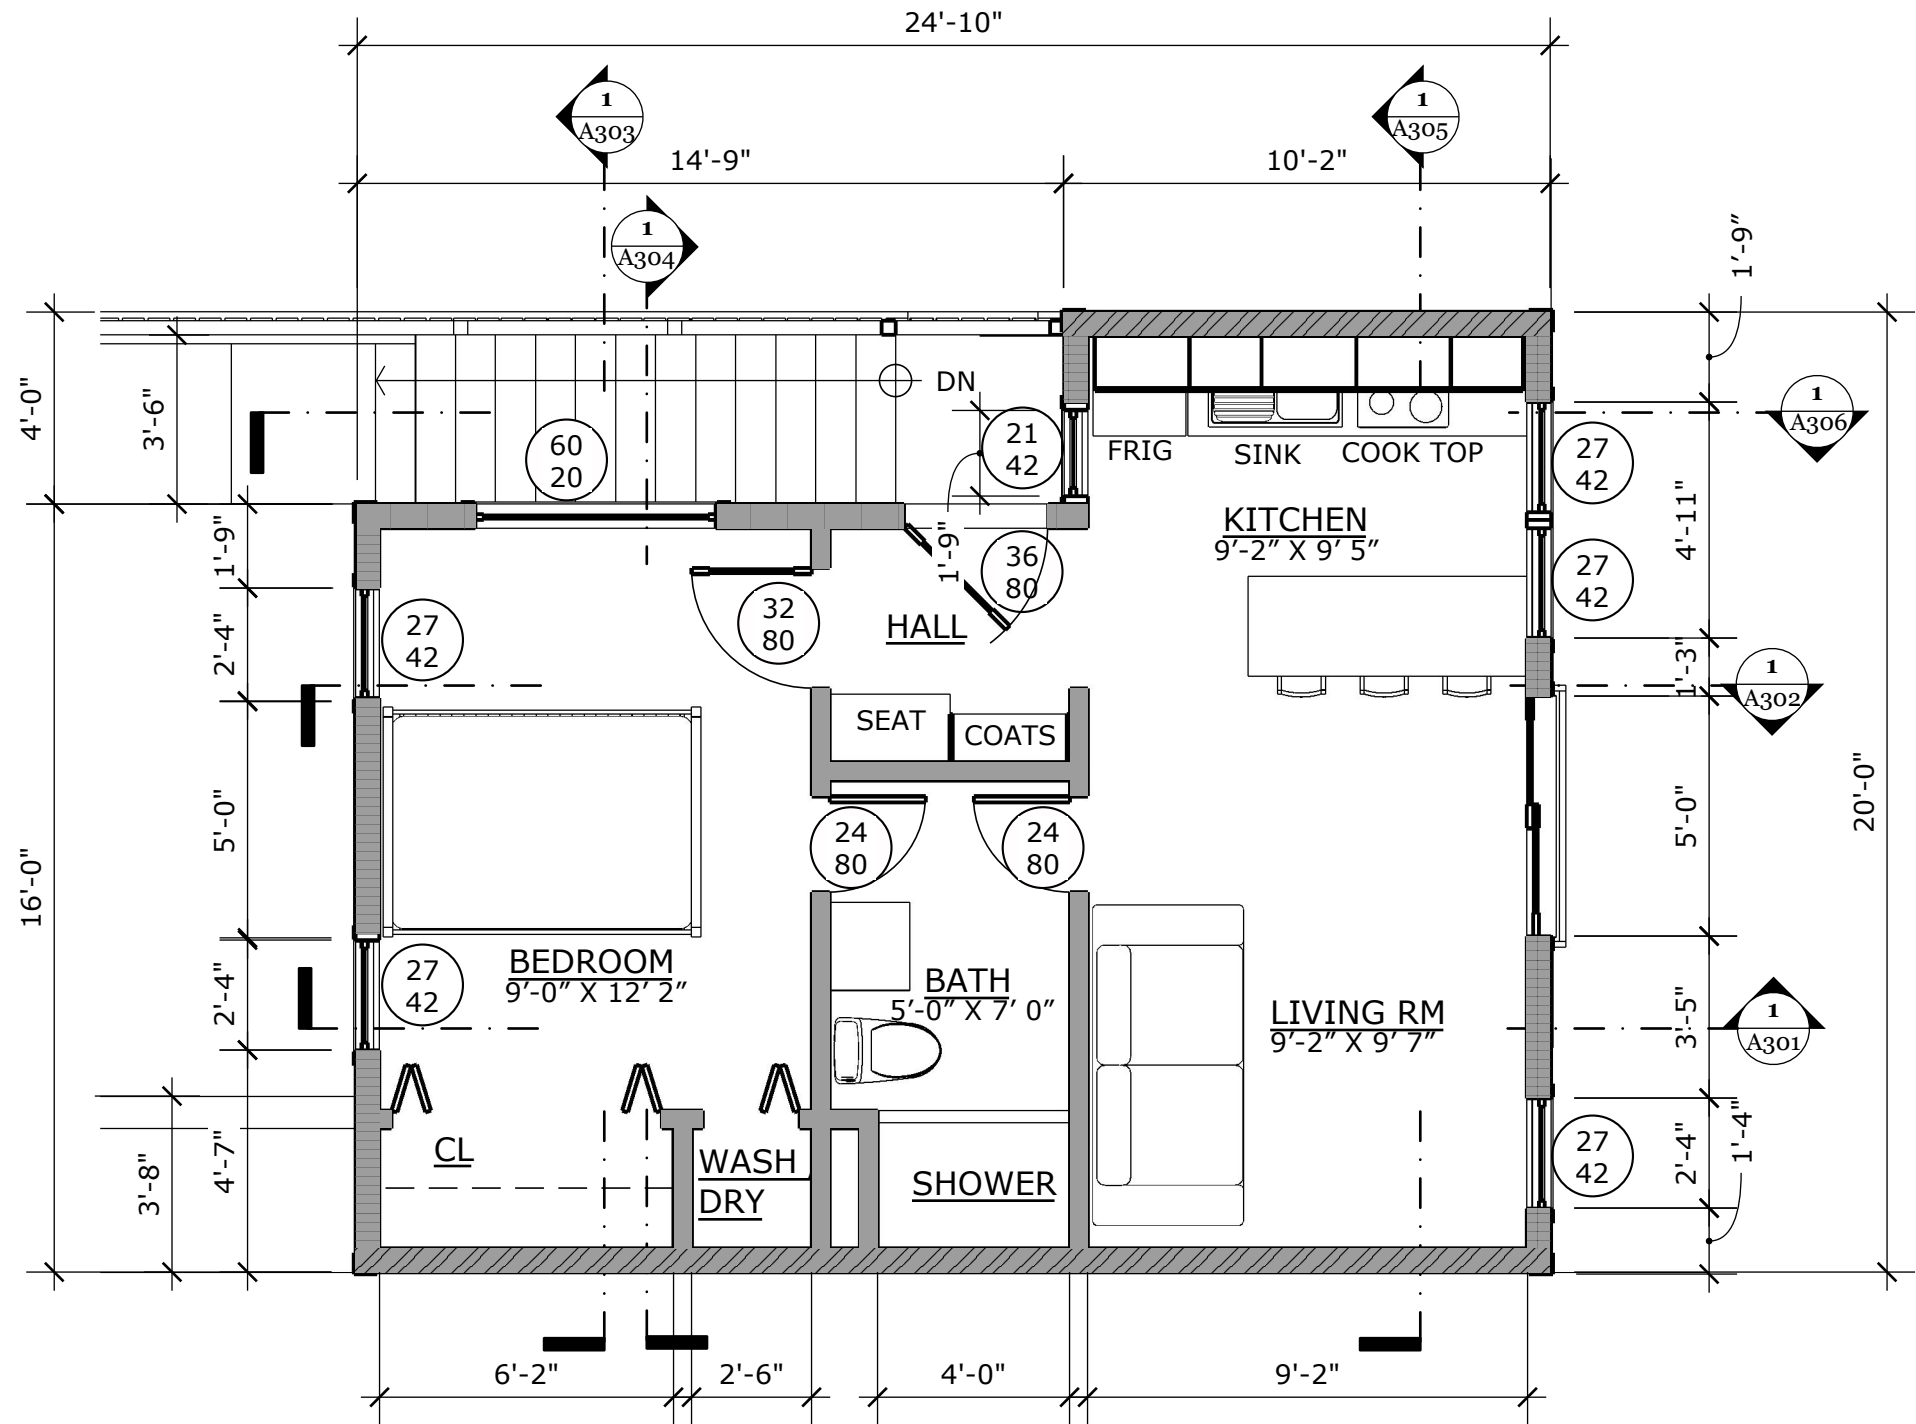 24'-10"
1
A303
1
A305
14'-9"
10'-2"
1
A304
1'-9"
4'-0"
3'-6"
DN
60
20
21
42
FRIG
SINK
COOK TOP
27
42
1
A306
KITCHEN
9'-2" X 9' 5"
4'-11"
1'-9"
1'-9"
36
80
27
42
32
80
HALL
27
42
2'-4"
1'-3"
1
A302
SEAT
COATS
5'-0"
5'-0"
20'-0"
16'-0"
24
80
24
80
BEDROOM
9'-0" X 12' 2"
27
42
2'-4"
BATH
5'-0" X 7' 0"
LIVING RM
9'-2" X 9' 7"
3'-5"
1
A301
CL
WASH
DRY
SHOWER
27
42
2'-4"
1'-4"
4'-7"
3'-8"
6'-2"
2'-6"
4'-0"
9'-2"